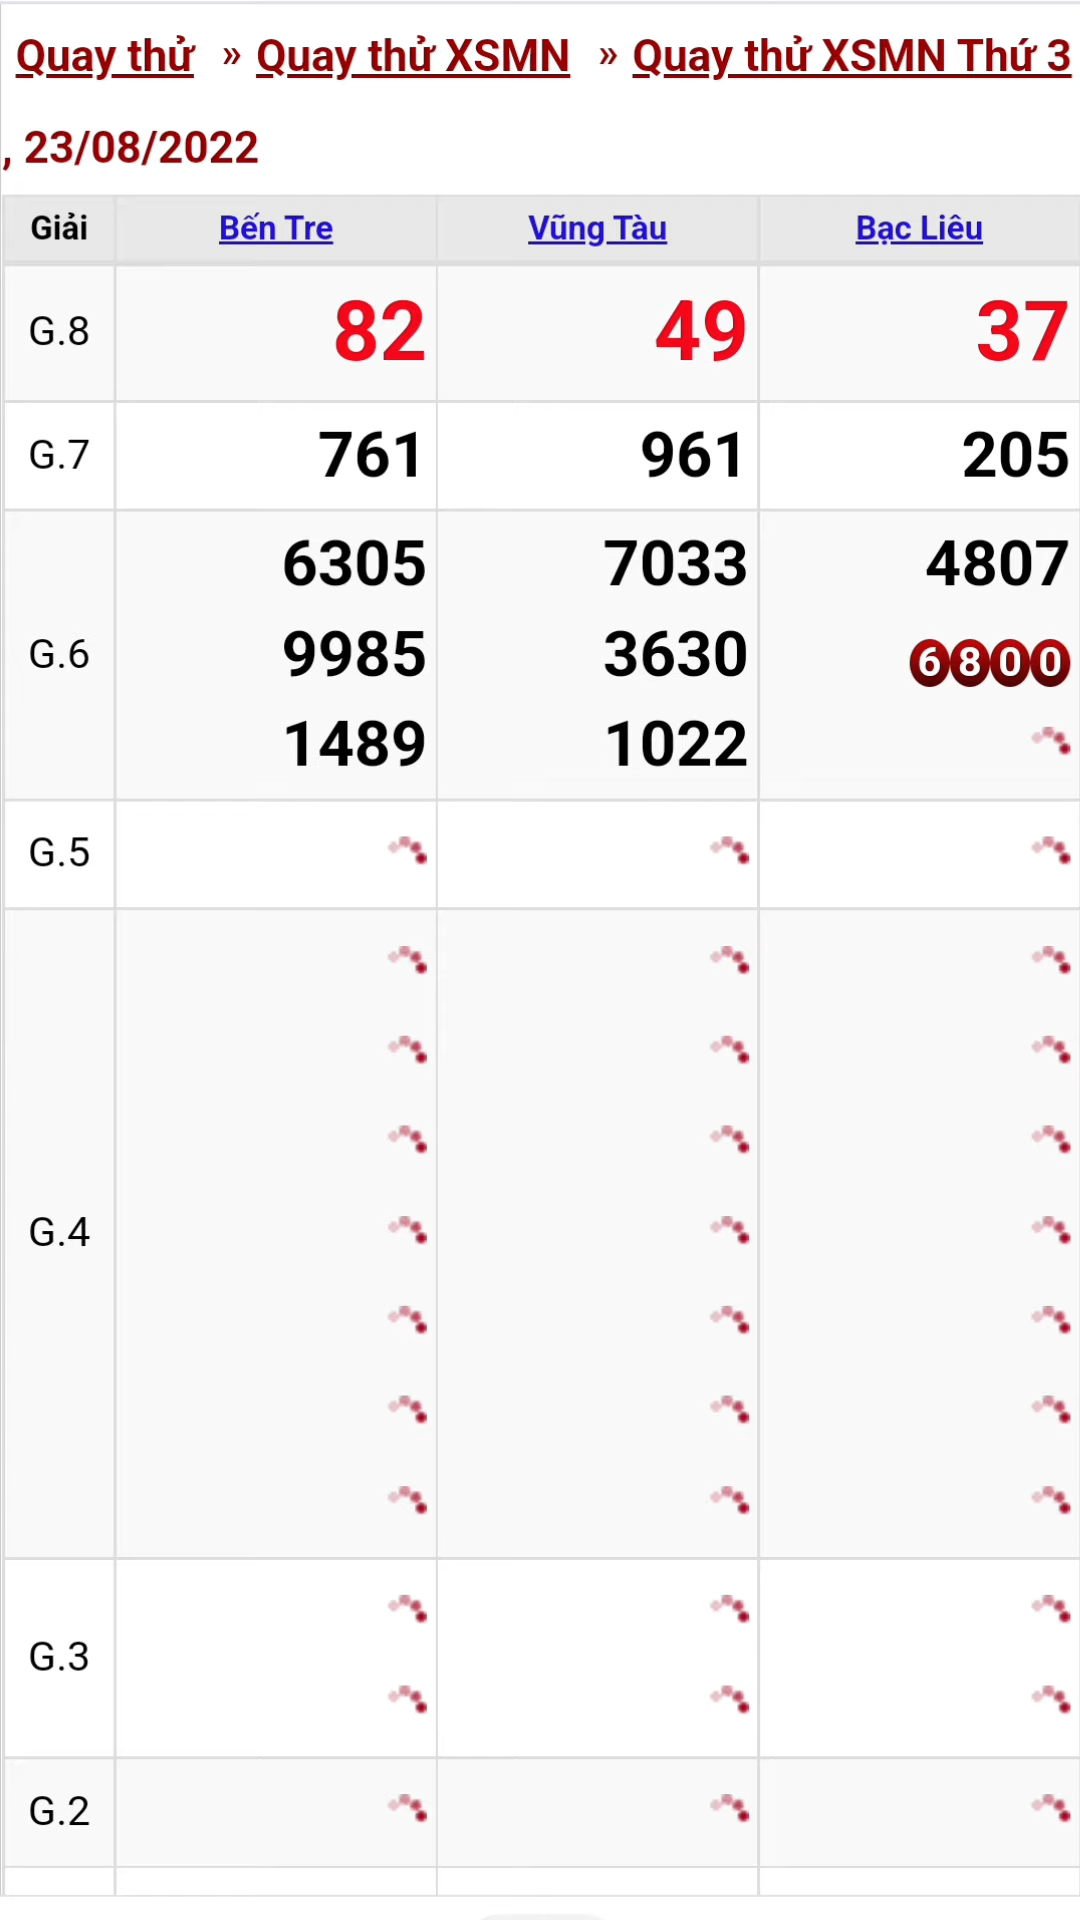 Quay thử » Quay thử XSMN » Quay thử XSMN Thứ 3
, 23/08/2022
Giải Bến Tre Vũng Tàu Bạc Liêu
G.8 82 49 37
G.7 761 961 205
6305 7033 4807
G.6 9985 3630 6800
1489 1022
G.5
G.4
G.3
G.2